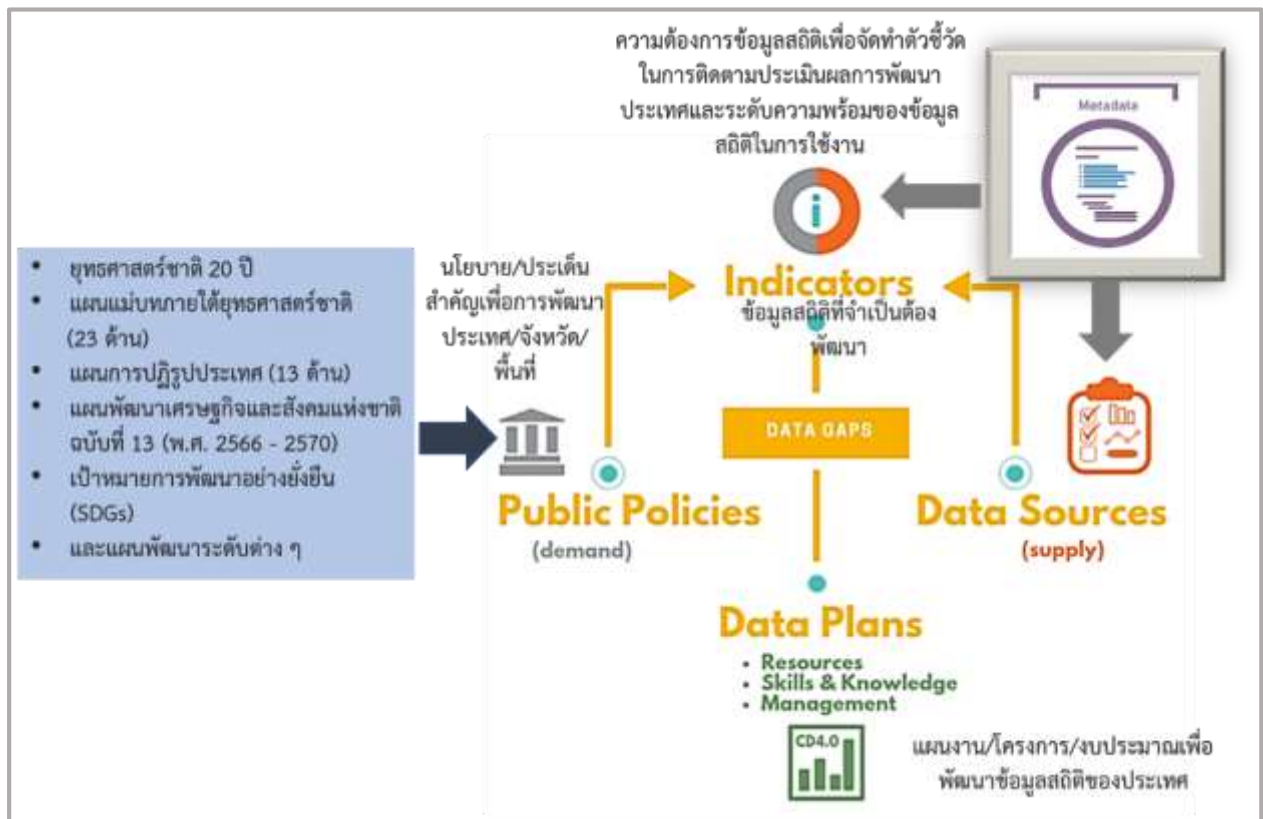 ความต้องการข้อมูลสถิติเพื่อจัดทำตัวชี้วัด
ในการติดตามประเมินผลการพัฒนา
ประเทศและระดับความพร้อมของข้อมูล
สถิติในการใช้งาน
Metadata
• ยุทธศาสตร์ชาติ 20 ปี
• แผนแม่บทภายใต้ยุทธศาสตร์ชาติ
(23 ด้าน)
• แผนการปฏิรูปประเทศ (13 ด้าน)
• แผนพัฒนาเศรษฐกิจและสังคมแห่งชาติ
ฉบับที่ 13 (พ.ศ. 2566 - 2570)
• เป้าหมายการพัฒนาอย่างยั่งยืน
(SDGs)
• และแผนพัฒนาระดับต่าง ๆ
นโยบาย/ประเด็น
สำคัญเพื่อการพัฒนา
ประเทศ/จังหวัด/
พื้นที่
i
Indicators
ข้อมูลสถิติที่จำเป็นต้อง
พัฒนา
DATA GAPS
Public Policies
(demand)
Data Sources
(supply)
Data Plans
• Resources
• Skills & Knowledge
• Management
CD4.0
แผนงาน/โครงการ/งบประมาณเพื่อ
พัฒนาข้อมูลสถิติของประเทศ